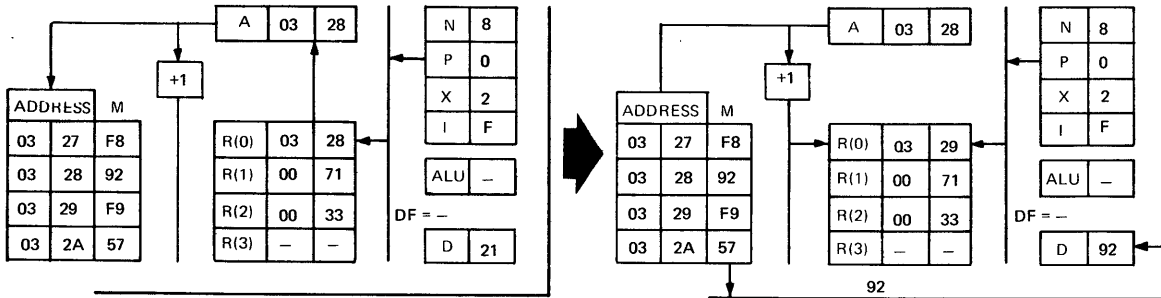 A 03 28
N 8
P 0
X 2
I F
+1
ADDRESS M
03 27 F8
03 28 92
03 29 F9
03 2A 57
R(0) 03 28
R(1) 00 71
R(2) 00 33
R(3) – –
ALU –
DF = –
D 21
A 03 28
N 8
P 0
X 2
I F
+1
ADDRESS M
03 27 F8
03 28 92
03 29 F9
03 2A 57
R(0) 03 29
R(1) 00 71
R(2) 00 33
R(3) – –
ALU –
DF = –
D 92
92